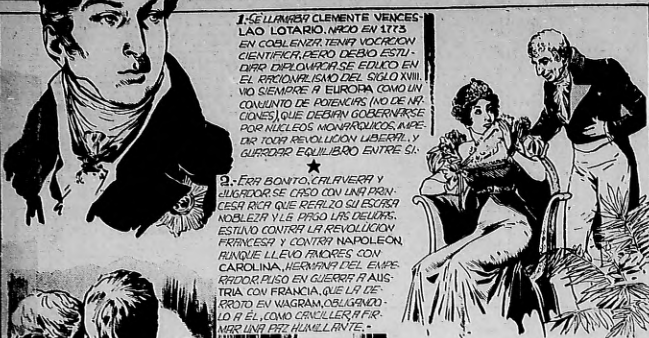 1.-SE LLAMABA CLEMENTE VENCES-
LAO LOTARIO. NACIO EN 1773
EN COBLENZA. TENIA VOCACION
CIENTIFICA, PERO DEBIO ESTU-
DIAR DIPLOMACIA. SE EDUCO EN
EL RACIONALISMO DEL SIGLO XVIII.
VIO SIEMPRE A EUROPA COMO UN
CONJUNTO DE POTENCIAS (NO DE NA-
CIONES), QUE DEBIAN GOBERNARSE
POR NUCLEOS MONARQUICOS, IMPE-
DIR TODA REVOLUCION LIBERAL, Y
GUARDAR EQUILIBRIO ENTRE SI.
2.-ERA BONITO, CALAVERA Y
JUGADOR. SE CASO CON UNA PRIN-
CESA RICA QUE REALZO SU ESCASA
NOBLEZA Y LE PAGO LAS DEUDAS.
ESTUVO CONTRA LA REVOLUCION
FRANCESA Y CONTRA NAPOLEON,
AUNQUE LLEVO AMORES CON
CAROLINA, HERMANA DEL EMPE-
RADOR. PUSO EN GUERRA A AUS-
TRIA CON FRANCIA, QUE LA DE-
RROTO EN WAGRAM, OBLIGANDO-
LO A EL, COMO CANCILLER, A FIR-
MAR UNA PAZ HUMILLANTE.-